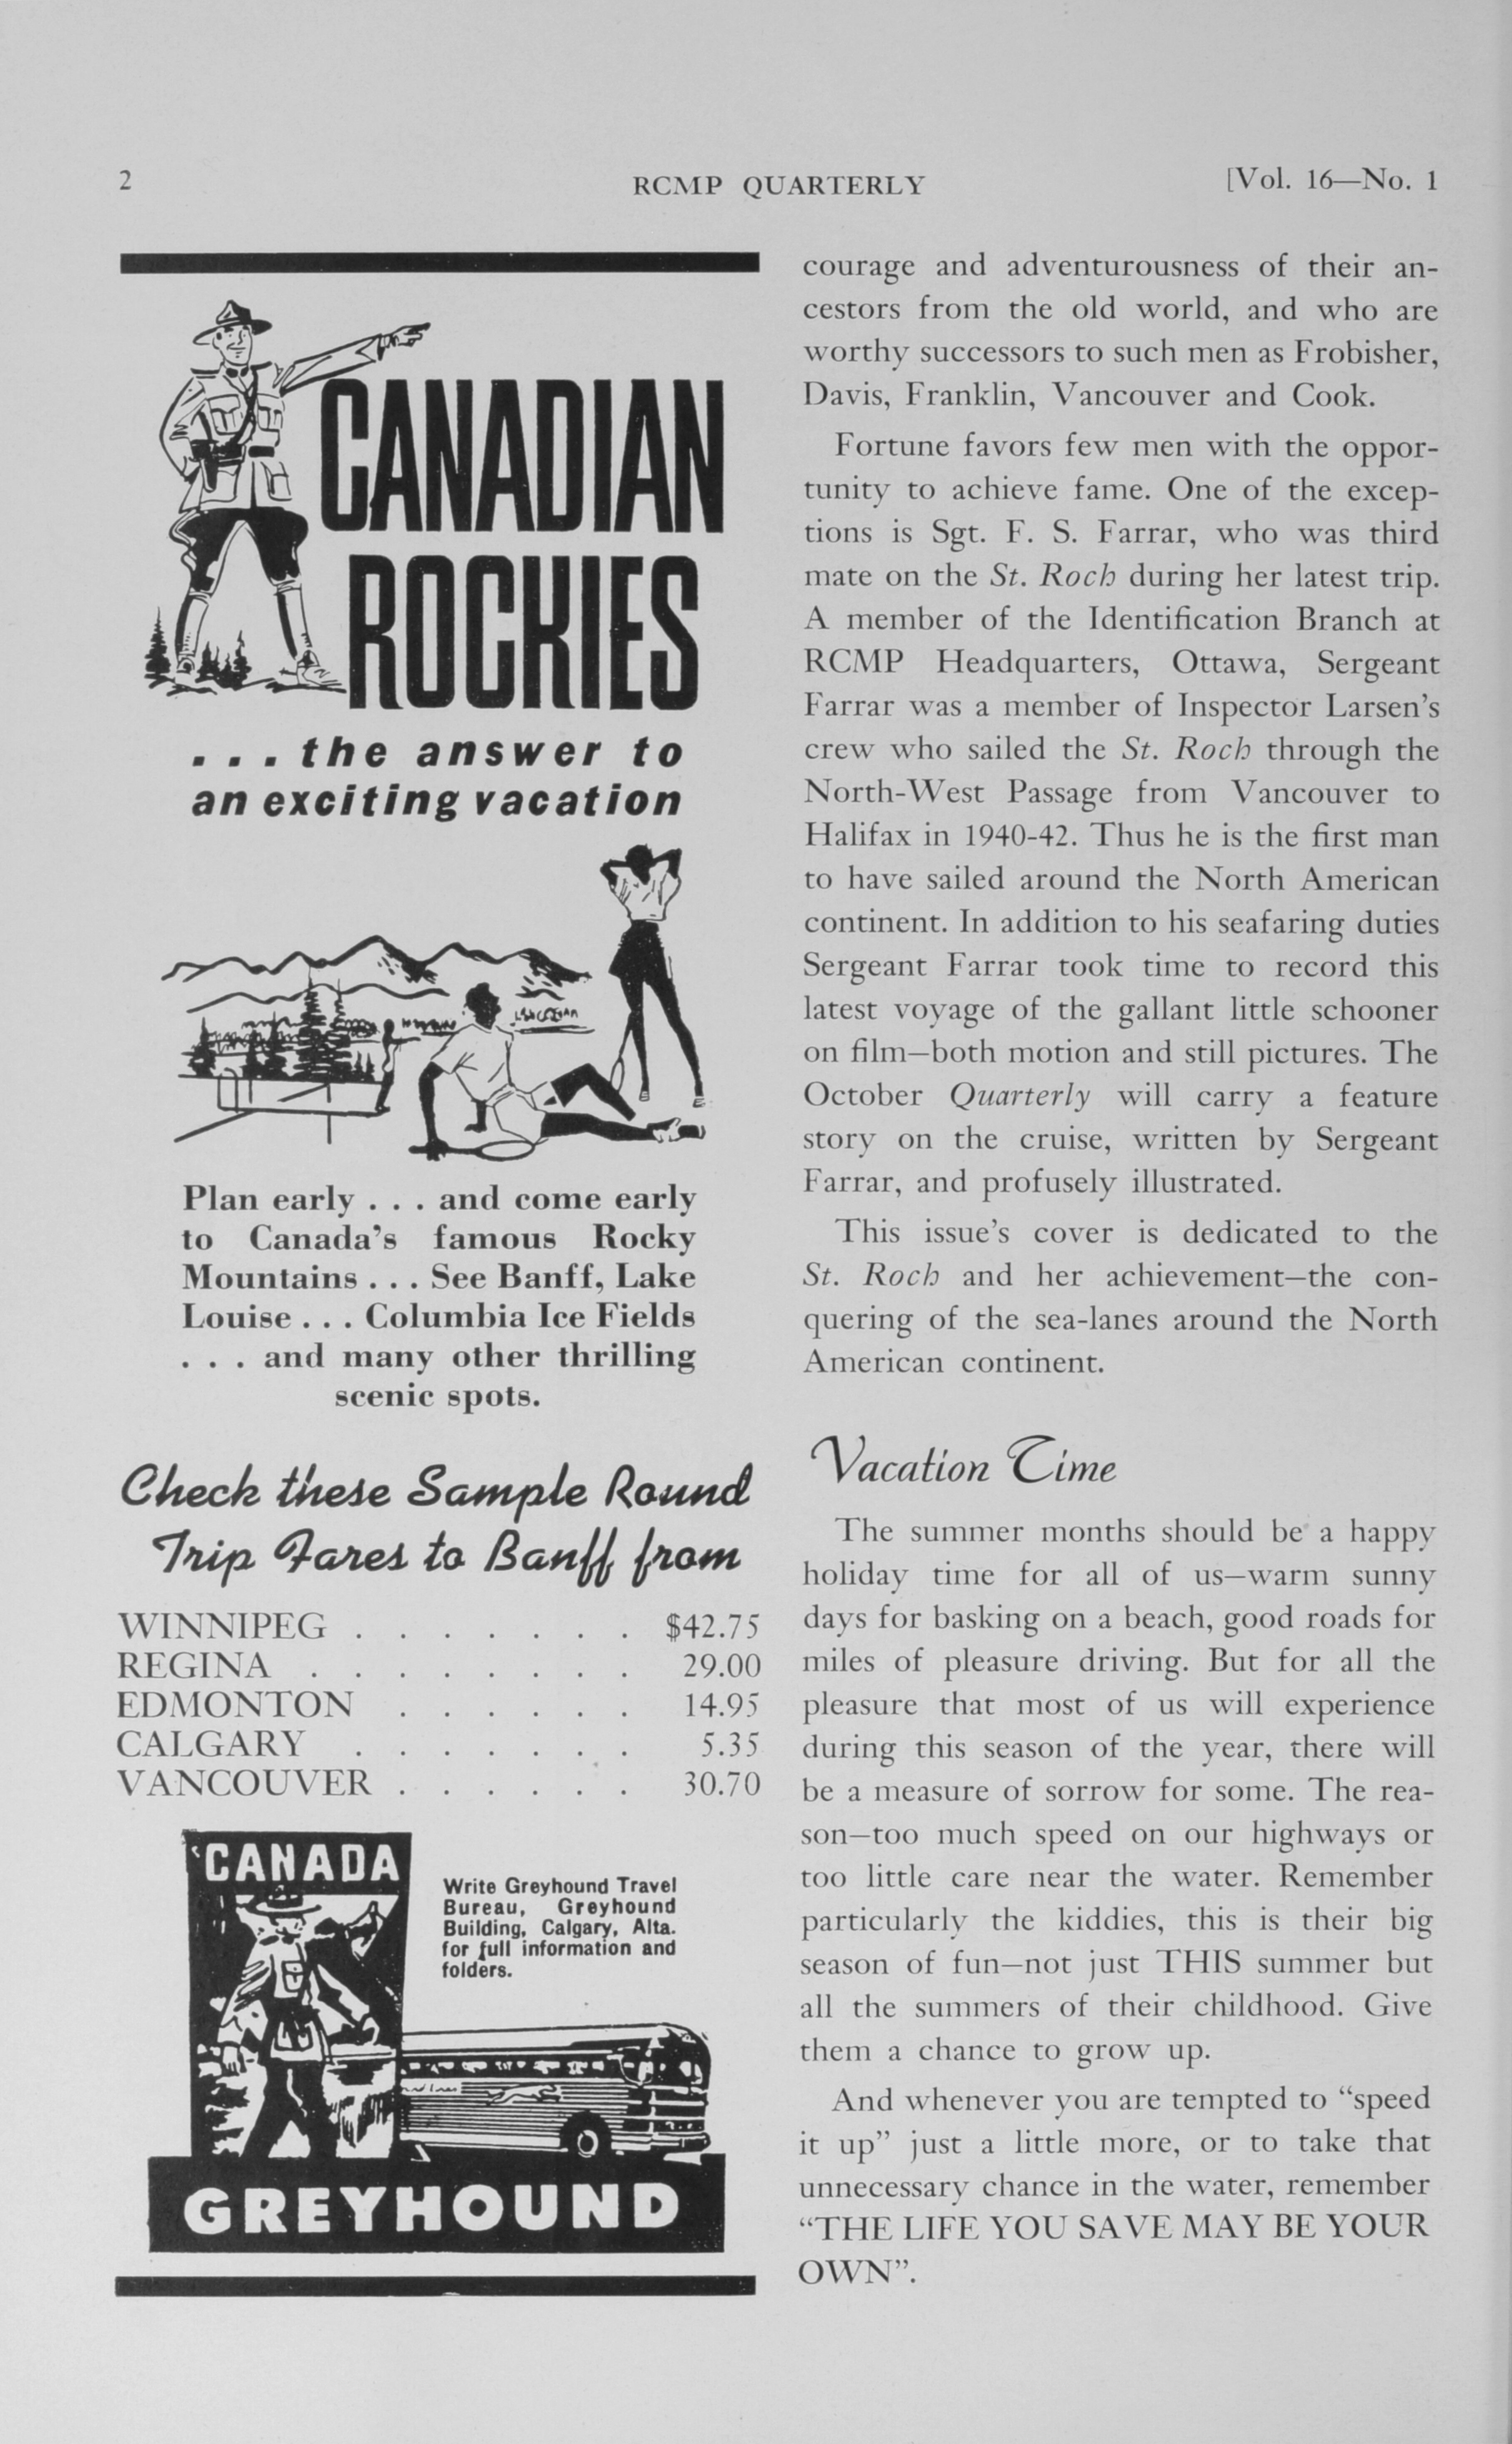 2
RCMP QUARTERLY
[Vol. 16—No. 1
CANADIAN
ROCKIES
. . . the answer to
an exciting vacation
Plan early . . . and come early
to Canada's famous Rocky
Mountains . . . See Banff, Lake
Louise . . . Columbia Ice Fields
. . . and many other thrilling
scenic spots.
Check these Sample Round
Trip Fares to Banff from
WINNIPEG . . . . . . . $42.75
REGINA . . . . . . . . 29.00
EDMONTON . . . . . . 14.95
CALGARY . . . . . . . 5.35
VANCOUVER . . . . . . 30.70
CANADA
Write Greyhound Travel
Bureau, Greyhound
Building, Calgary, Alta.
for full information and
folders.
GREYHOUND
courage and adventurousness of their an-
cestors from the old world, and who are
worthy successors to such men as Frobisher,
Davis, Franklin, Vancouver and Cook.
Fortune favors few men with the oppor-
tunity to achieve fame. One of the excep-
tions is Sgt. F. S. Farrar, who was third
mate on the St. Roch during her latest trip.
A member of the Identification Branch at
RCMP Headquarters, Ottawa, Sergeant
Farrar was a member of Inspector Larsen's
crew who sailed the St. Roch through the
North-West Passage from Vancouver to
Halifax in 1940-42. Thus he is the first man
to have sailed around the North American
continent. In addition to his seafaring duties
Sergeant Farrar took time to record this
latest voyage of the gallant little schooner
on film—both motion and still pictures. The
October Quarterly will carry a feature
story on the cruise, written by Sergeant
Farrar, and profusely illustrated.
This issue's cover is dedicated to the
St. Roch and her achievement—the con-
quering of the sea-lanes around the North
American continent.
Vacation Time
The summer months should be a happy
holiday time for all of us—warm sunny
days for basking on a beach, good roads for
miles of pleasure driving. But for all the
pleasure that most of us will experience
during this season of the year, there will
be a measure of sorrow for some. The rea-
son—too much speed on our highways or
too little care near the water. Remember
particularly the kiddies, this is their big
season of fun—not just THIS summer but
all the summers of their childhood. Give
them a chance to grow up.
And whenever you are tempted to “speed
it up” just a little more, or to take that
unnecessary chance in the water, remember
“THE LIFE YOU SAVE MAY BE YOUR
OWN”.